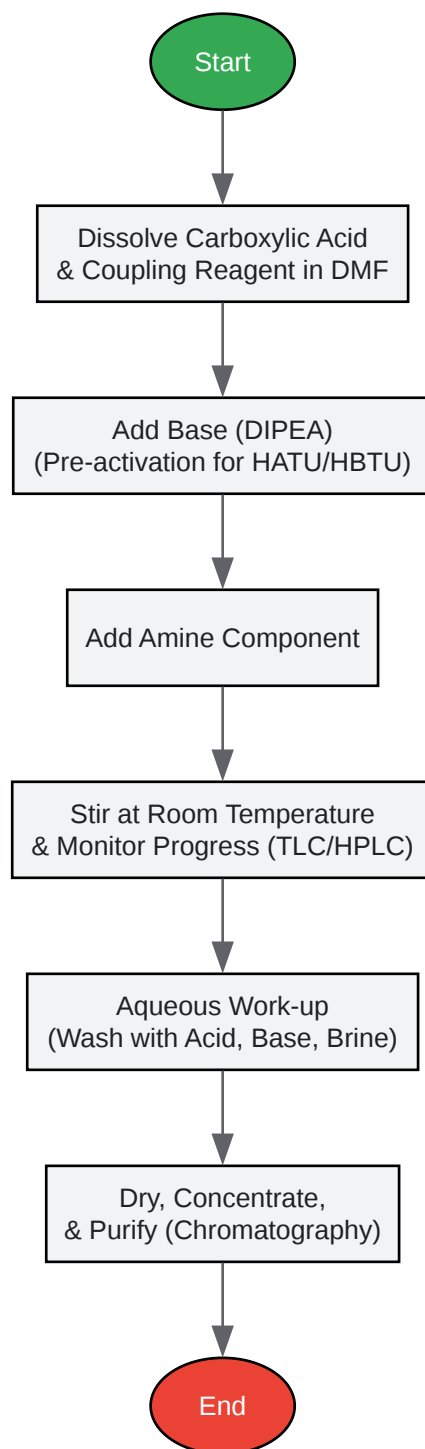 Start
Dissolve Carboxylic Acid
& Coupling Reagent in DMF
Add Base (DIPEA)
(Pre-activation for HATU/HBTU)
Add Amine Component
Stir at Room Temperature
& Monitor Progress (TLC/HPLC)
Aqueous Work-up
(Wash with Acid, Base, Brine)
Dry, Concentrate,
& Purify (Chromatography)
End